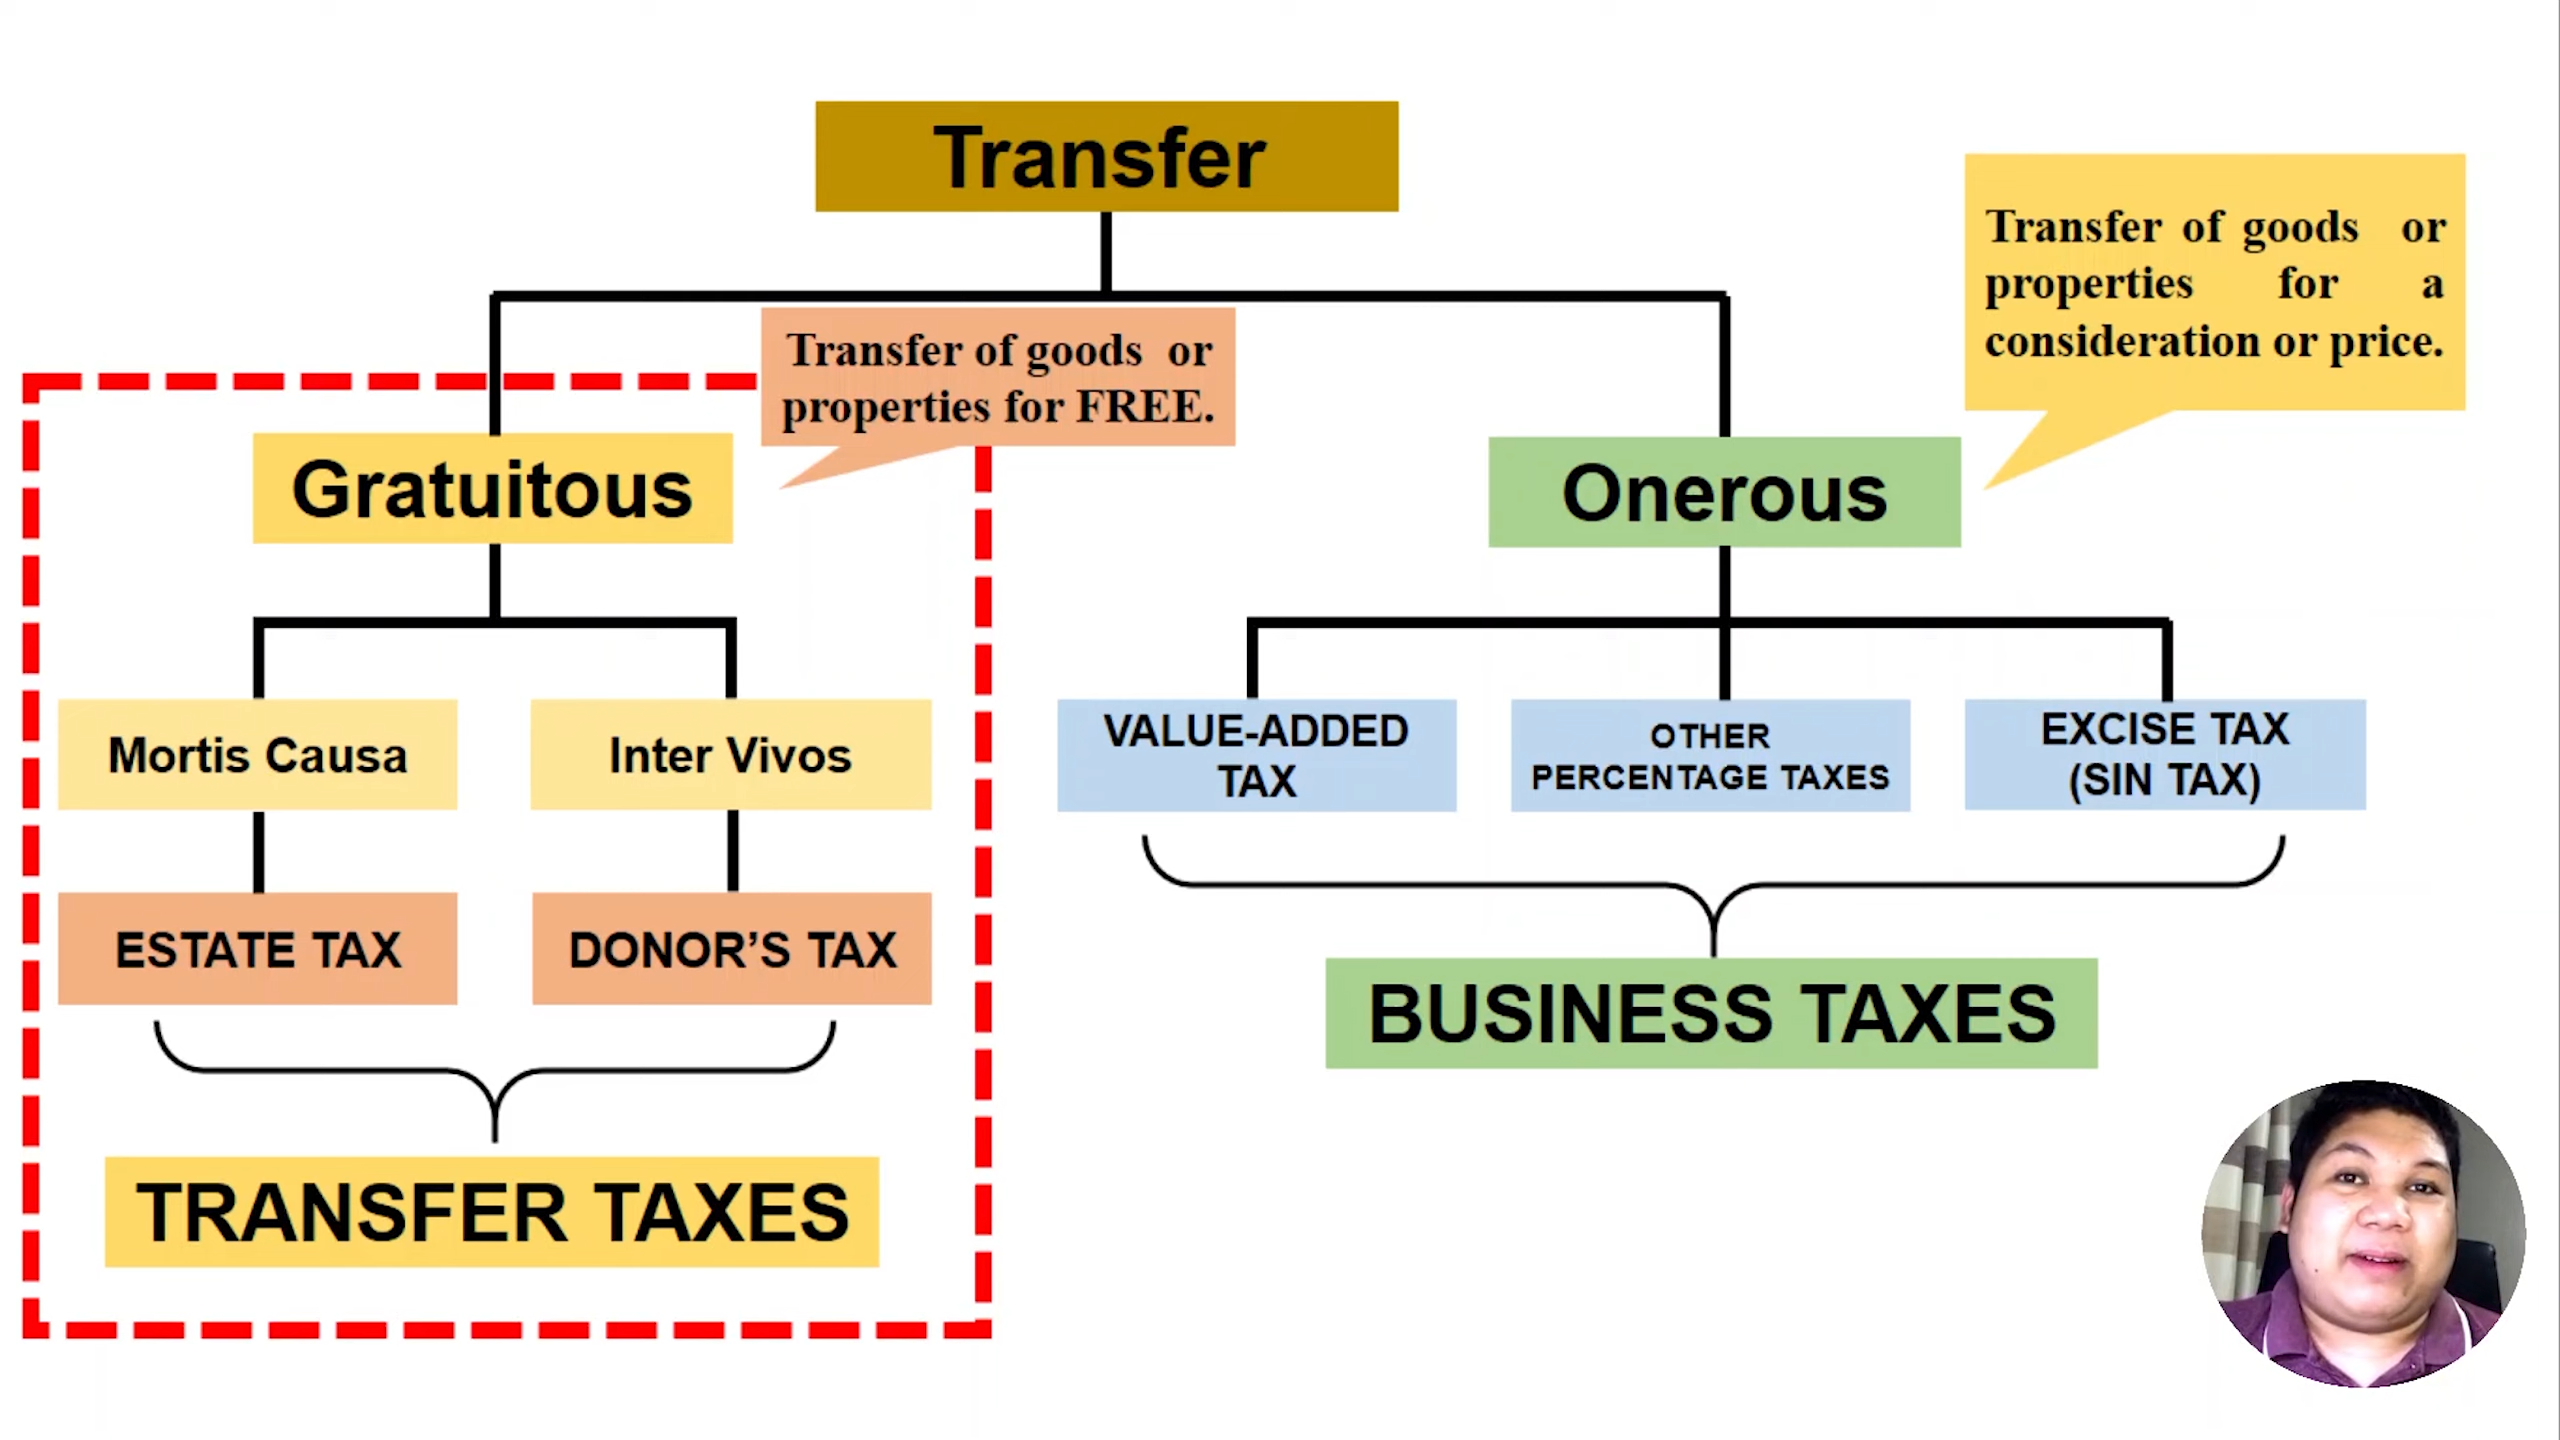 Transfer
Transfer of goods or
properties for a
consideration or price.
Transfer of goods or
properties for FREE.
Gratuitous
Onerous
Mortis Causa
Inter Vivos
VALUE-ADDED
TAX
OTHER
PERCENTAGE TAXES
EXCISE TAX
(SIN TAX)
ESTATE TAX
DONOR’S TAX
BUSINESS TAXES
TRANSFER TAXES